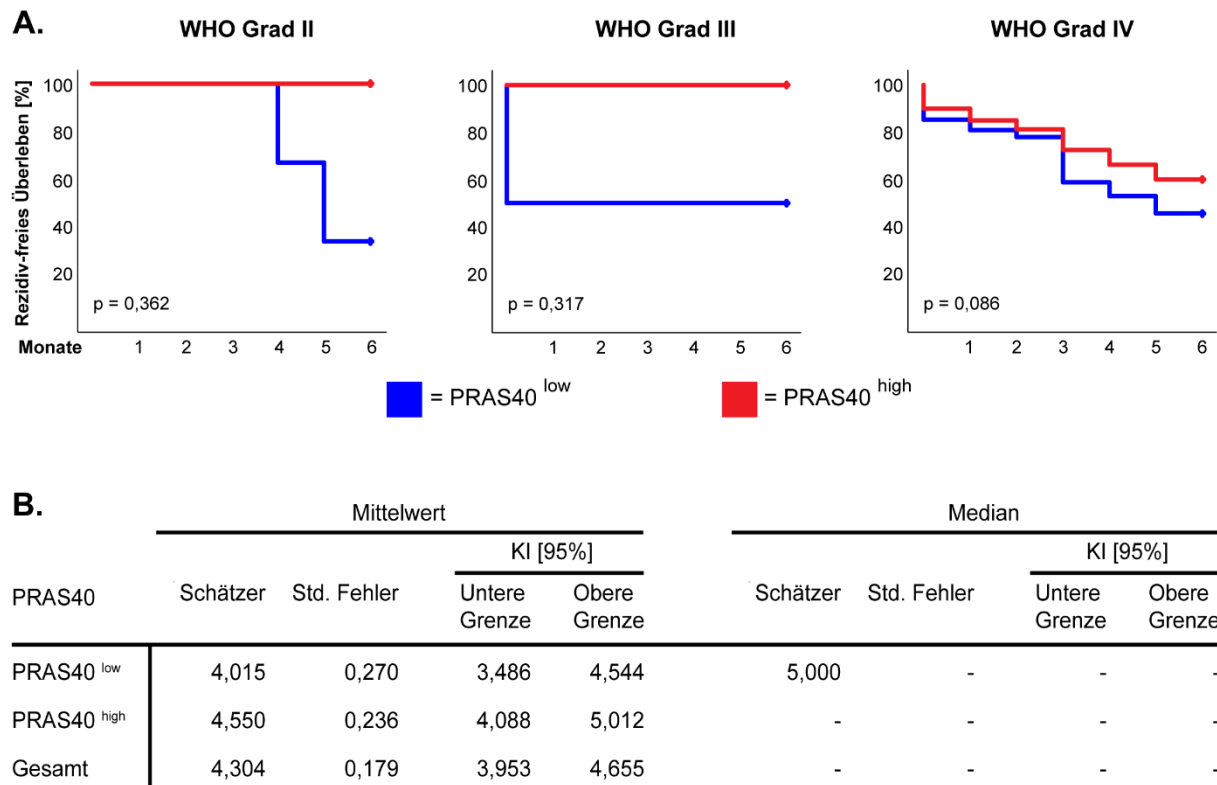 A.
WHO Grad II
WHO Grad III
WHO Grad IV
Rezidiv-freies Überleben [%]
100
80
60
40
20
p = 0,362
100
80
60
40
20
p = 0,317
100
80
60
40
20
p = 0,086
Monate 1 2 3 4 5 6
1 2 3 4 5 6
1 2 3 4 5 6
= PRAS40 low
= PRAS40 high
B.
Mittelwert Median
KI [95%] KI [95%]
PRAS40 Schätzer Std. Fehler Untere Grenze Obere Grenze Schätzer Std. Fehler Untere Grenze Obere Grenze
PRAS40 low 4,015 0,270 3,486 4,544 5,000 - - -
PRAS40 high 4,550 0,236 4,088 5,012 - - - -
Gesamt 4,304 0,179 3,953 4,655 - - - -